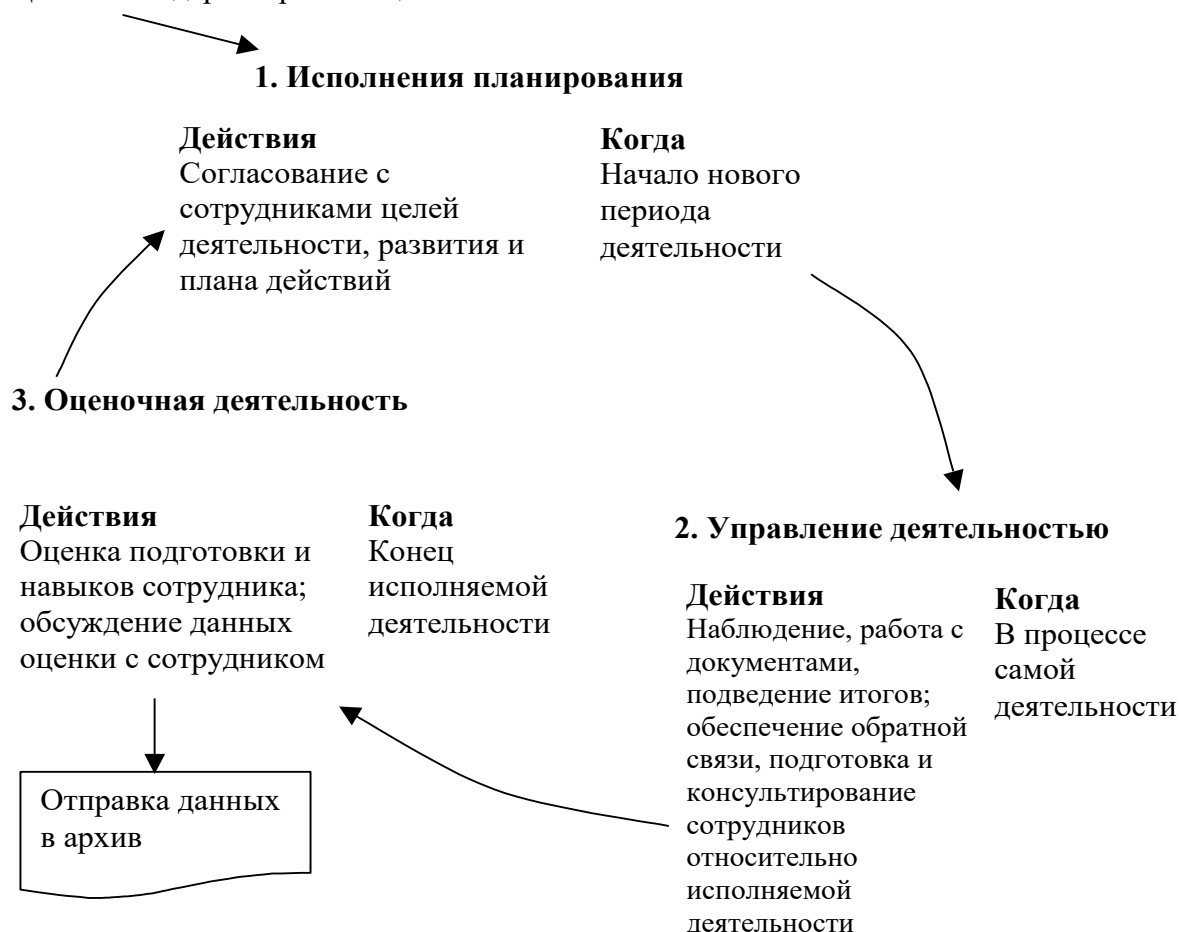 1. Исполнения планирования
Действия
Согласование с
сотрудниками целей
деятельности, развития и
плана действий
Когда
Начало нового
периода
деятельности
3. Оценочная деятельность
Действия
Оценка подготовки и
навыков сотрудника;
обсуждение данных
оценки с сотрудником
Когда
Конец
исполняемой
деятельности
Отправка данных
в архив
2. Управление деятельностью
Действия
Наблюдение, работа с
документами,
подведение итогов;
обеспечение обратной
связи, подготовка и
консультирование
сотрудников
относительно
исполняемой
деятельности
Когда
В процессе
самой
деятельности